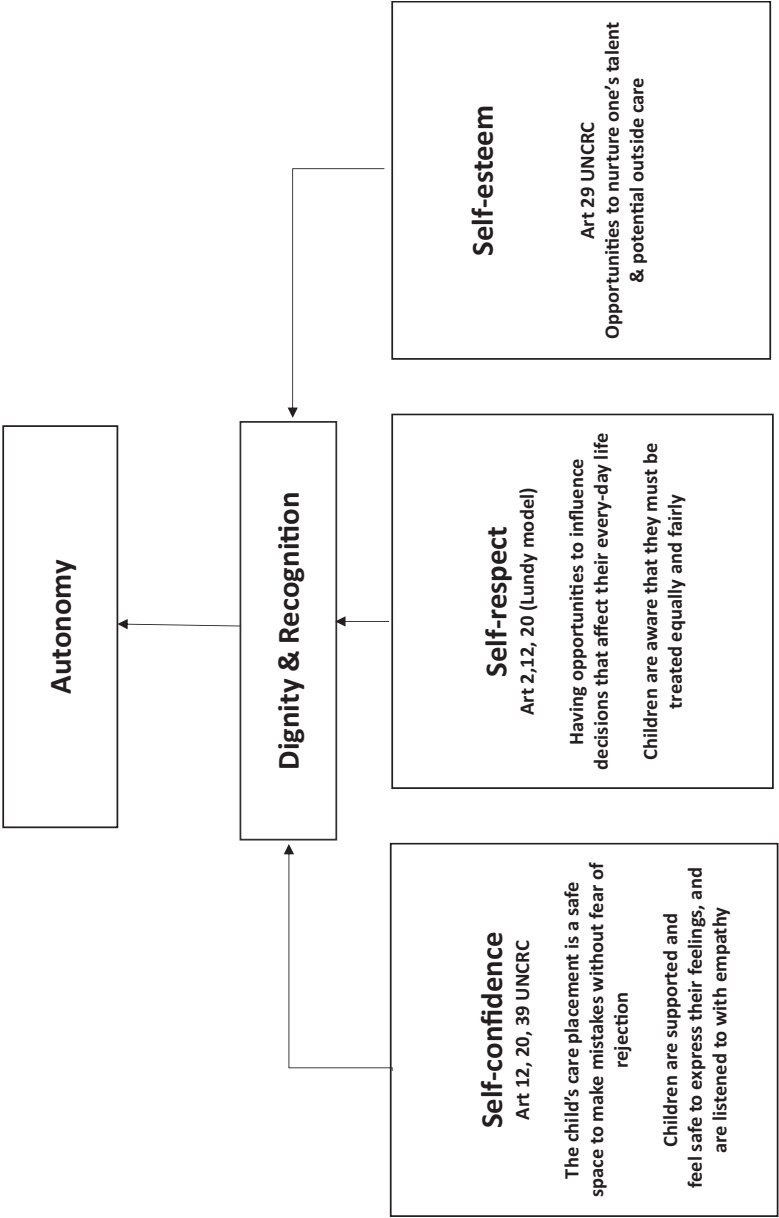 Autonomy
Dignity & Recognition
Self-confidence
Art 12, 20, 39 UNCRC
The child’s care placement is a safe
space to make mistakes without fear of
rejection
Children are supported and
feel safe to express their feelings, and
are listened to with empathy
Self-respect
Art 2,12, 20 (Lundy model)
Having opportunities to influence
decisions that affect their every-day life
Children are aware that they must be
treated equally and fairly
Self-esteem
Art 29 UNCRC
Opportunities to nurture one’s talent
& potential outside care